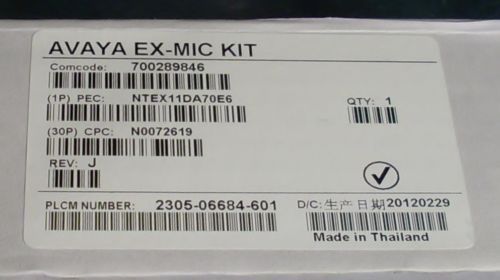 AVAYA EX-MIC KIT
Comcode: 700289846
(1P) PEC: NTEX11DA70E6
QTY: 1
(30P) CPC: N0072619
REV: J
PLCM NUMBER: 2305-06684-601
D/C: 生产日期20120229
Made in Thailand